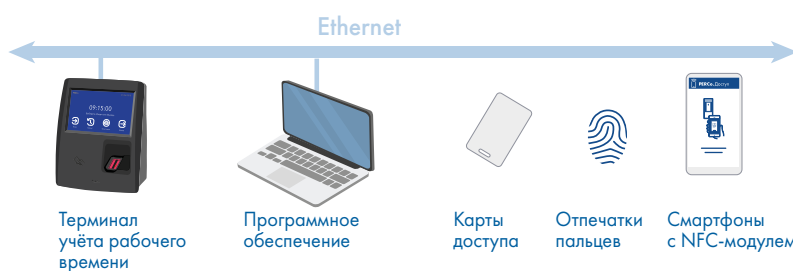 Ethernet
09:15:00
PERCo.Доступ
Терминал
учёта рабочего
времени
Программное
обеспечение
Карты
доступа
Отпечатки
пальцев
Смартфоны
с NFC-модулем